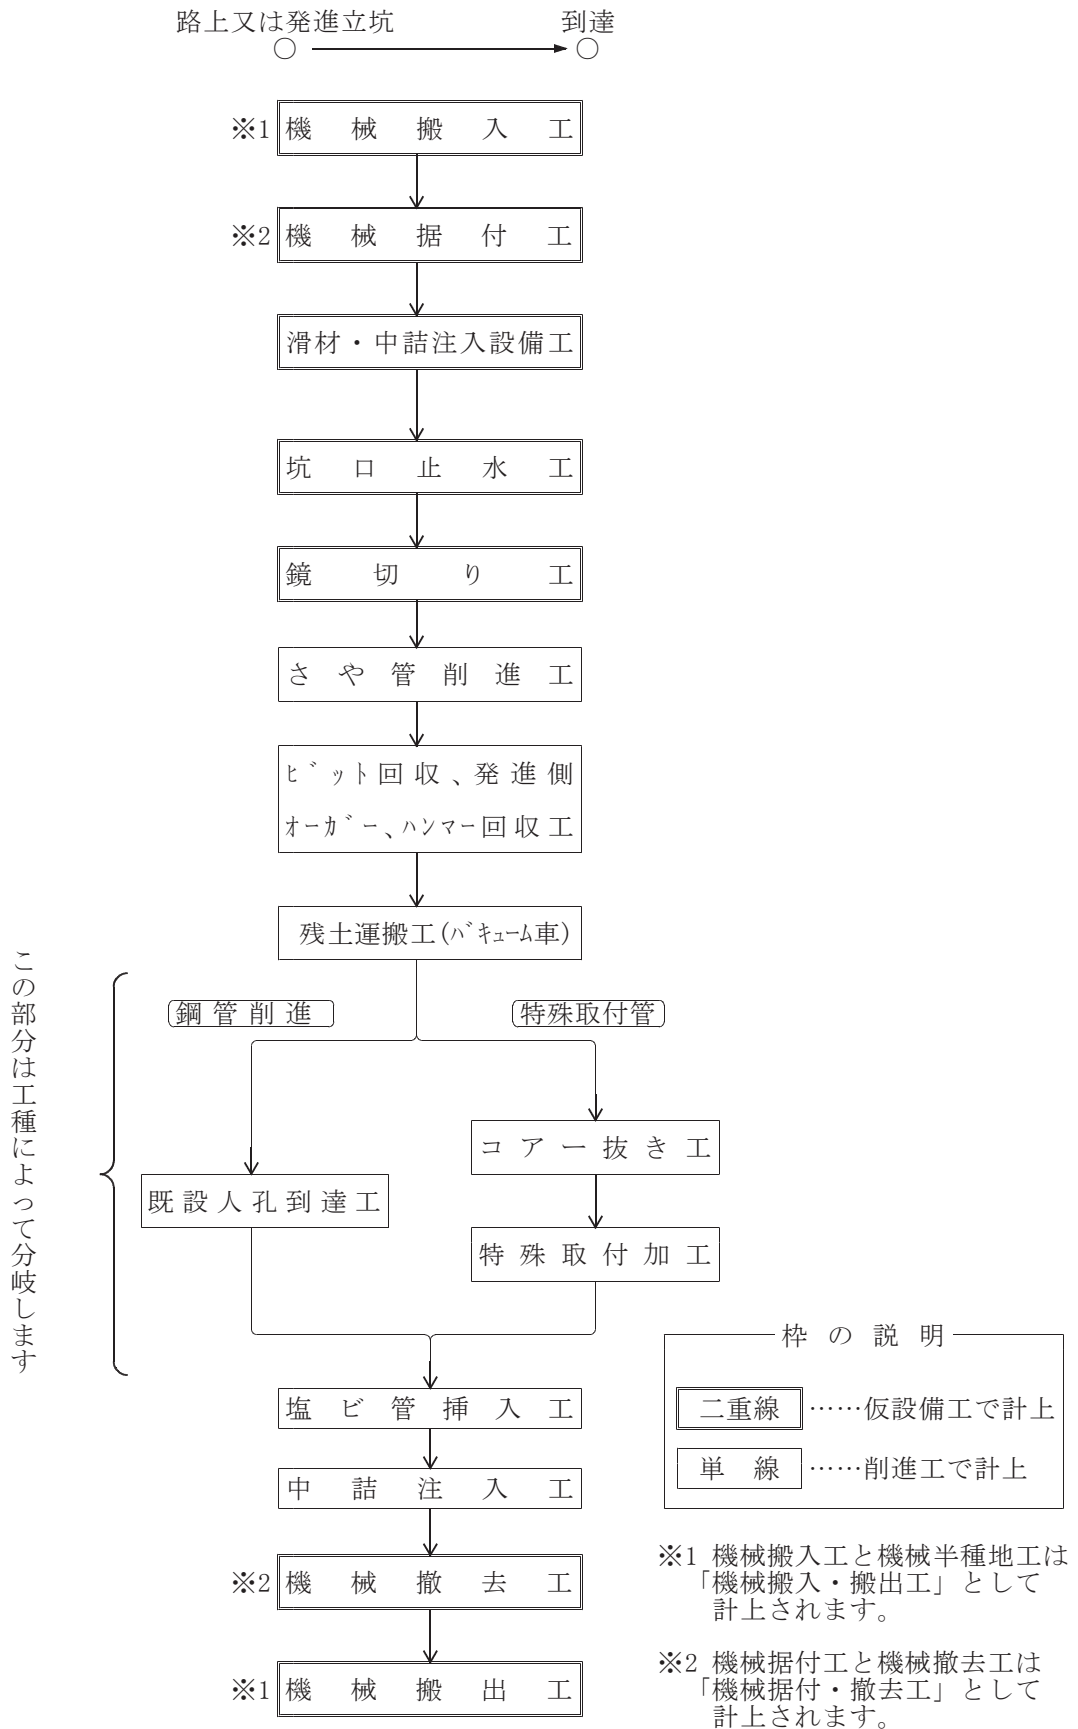 路上又は発進立坑　到達
※1 機械搬入工
※2 機械据付工
滑材・中詰注入設備工
坑口止水工
鏡切り工
さや管削進工
ﾋﾞｯﾄ回収、発進側
ｵｰｶﾞｰ、ﾊﾝﾏｰ回収工
残土運搬工(ﾊﾞｷｭｰﾑ車)
この部分は工種によって分岐します
鋼管削進　特殊取付管
コアー抜き工
既設人孔到達工
特殊取付加工
塩ビ管挿入工
中詰注入工
※2 機械撤去工
※1 機械搬出工
枠の説明
二重線 ……仮設備工で計上
単線 ……削進工で計上
※1 機械搬入工と機械半種地工は
「機械搬入・搬出工」として
計上されます。
※2 機械据付工と機械撤去工は
「機械据付・撤去工」として
計上されます。